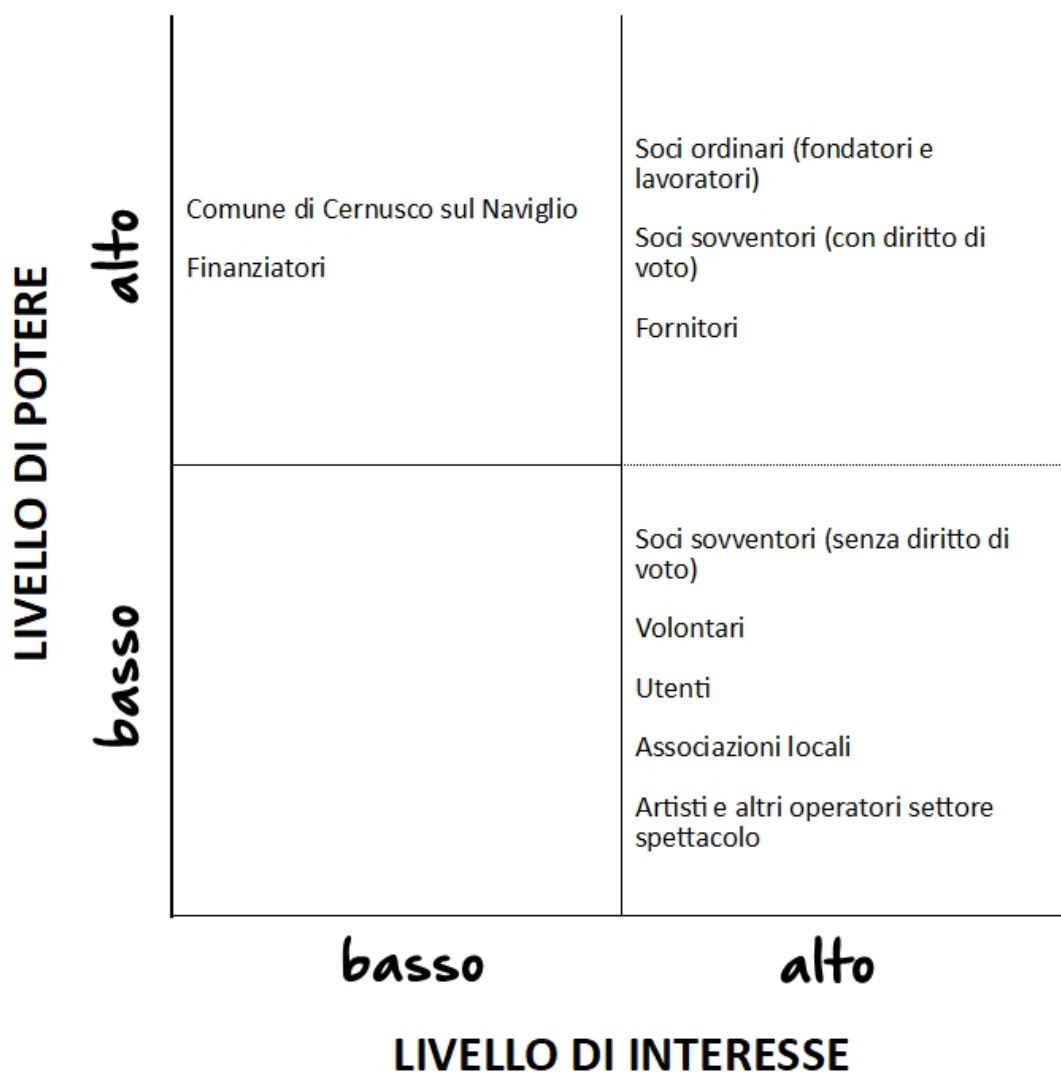 LIVELLO DI POTERE
alto
Comune di Cernusco sul Naviglio
Finanziatori
Soci ordinari (fondatori e
lavoratori)
Soci sovventori (con diritto di
voto)
Fornitori
basso
Soci sovventori (senza diritto di
voto)
Volontari
Utenti
Associazioni locali
Artisti e altri operatori settore
spettacolo
basso
alto
LIVELLO DI INTERESSE